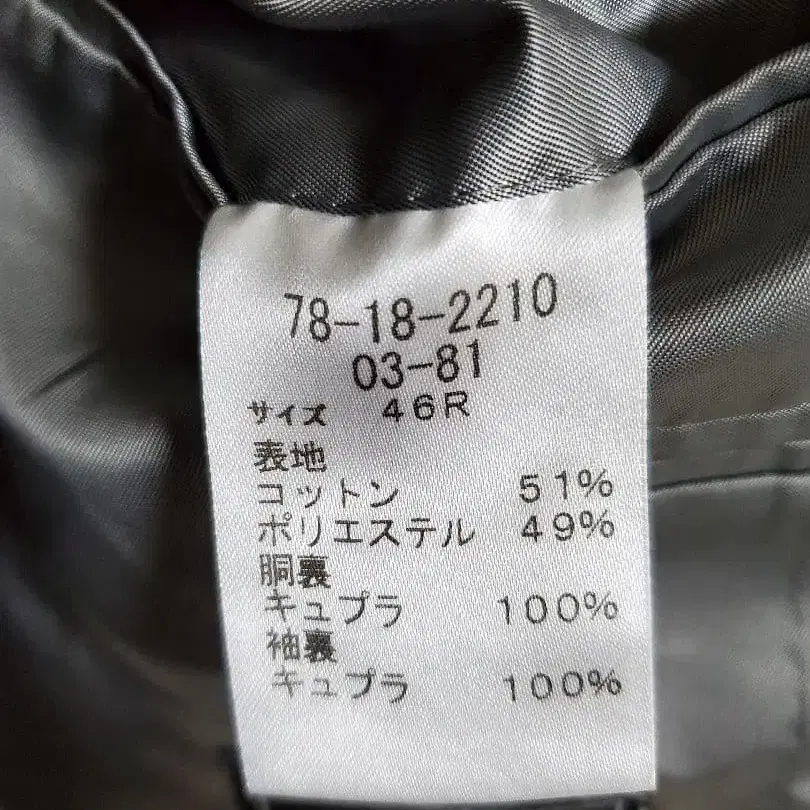 78-18-2210
03-81
サイズ 46R
表地
コットン 51%
ポリエステル 49%
胴裏
キュプラ 100%
袖裏
キュプラ 100%